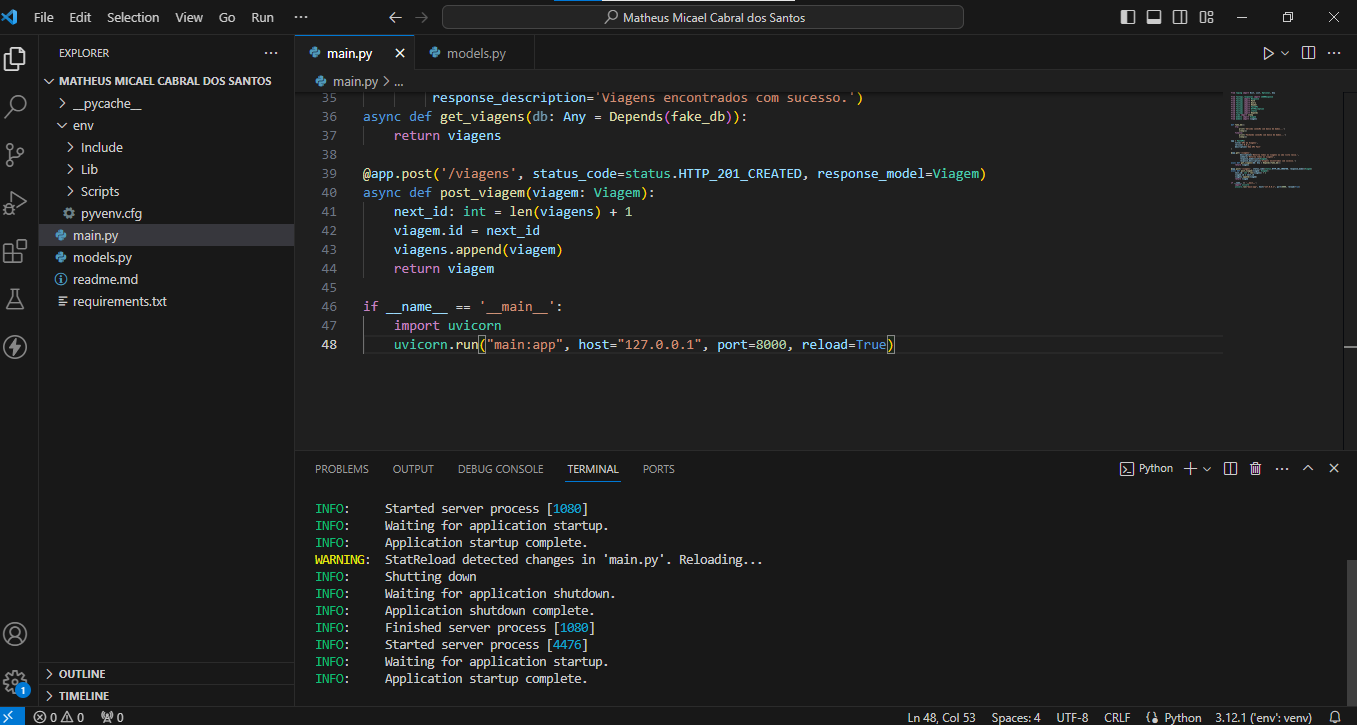 File Edit Selection View Go Run ··· Matheus Micael Cabral dos Santos
EXPLORER ···
MATHEUS MICAEL CABRAL DOS SANTOS
__pycache__
env
Include
Lib
Scripts
pyvenv.cfg
main.py
models.py
readme.md
requirements.txt
OUTLINE
TIMELINE
main.py models.py
main.py > ...
35 response_description='Viagens encontrados com sucesso.')
36 async def get_viagens(db: Any = Depends(fake_db)):
37 return viagens
38
39 @app.post('/viagens', status_code=status.HTTP_201_CREATED, response_model=Viagem)
40 async def post_viagem(viagem: Viagem):
41 next_id: int = len(viagens) + 1
42 viagem.id = next_id
43 viagens.append(viagem)
44 return viagem
45
46 if __name__ == '__main__':
47 import uvicorn
48 uvicorn.run("main:app", host="127.0.0.1", port=8000, reload=True)
PROBLEMS OUTPUT DEBUG CONSOLE TERMINAL PORTS Python
INFO: Started server process [1080]
INFO: Waiting for application startup.
INFO: Application startup complete.
WARNING: StatReload detected changes in 'main.py'. Reloading...
INFO: Shutting down
INFO: Waiting for application shutdown.
INFO: Application shutdown complete.
INFO: Finished server process [1080]
INFO: Started server process [4476]
INFO: Waiting for application startup.
INFO: Application startup complete.
1
0 0 0 Ln 48, Col 53 Spaces: 4 UTF-8 CRLF Python 3.12.1 ('env': venv)